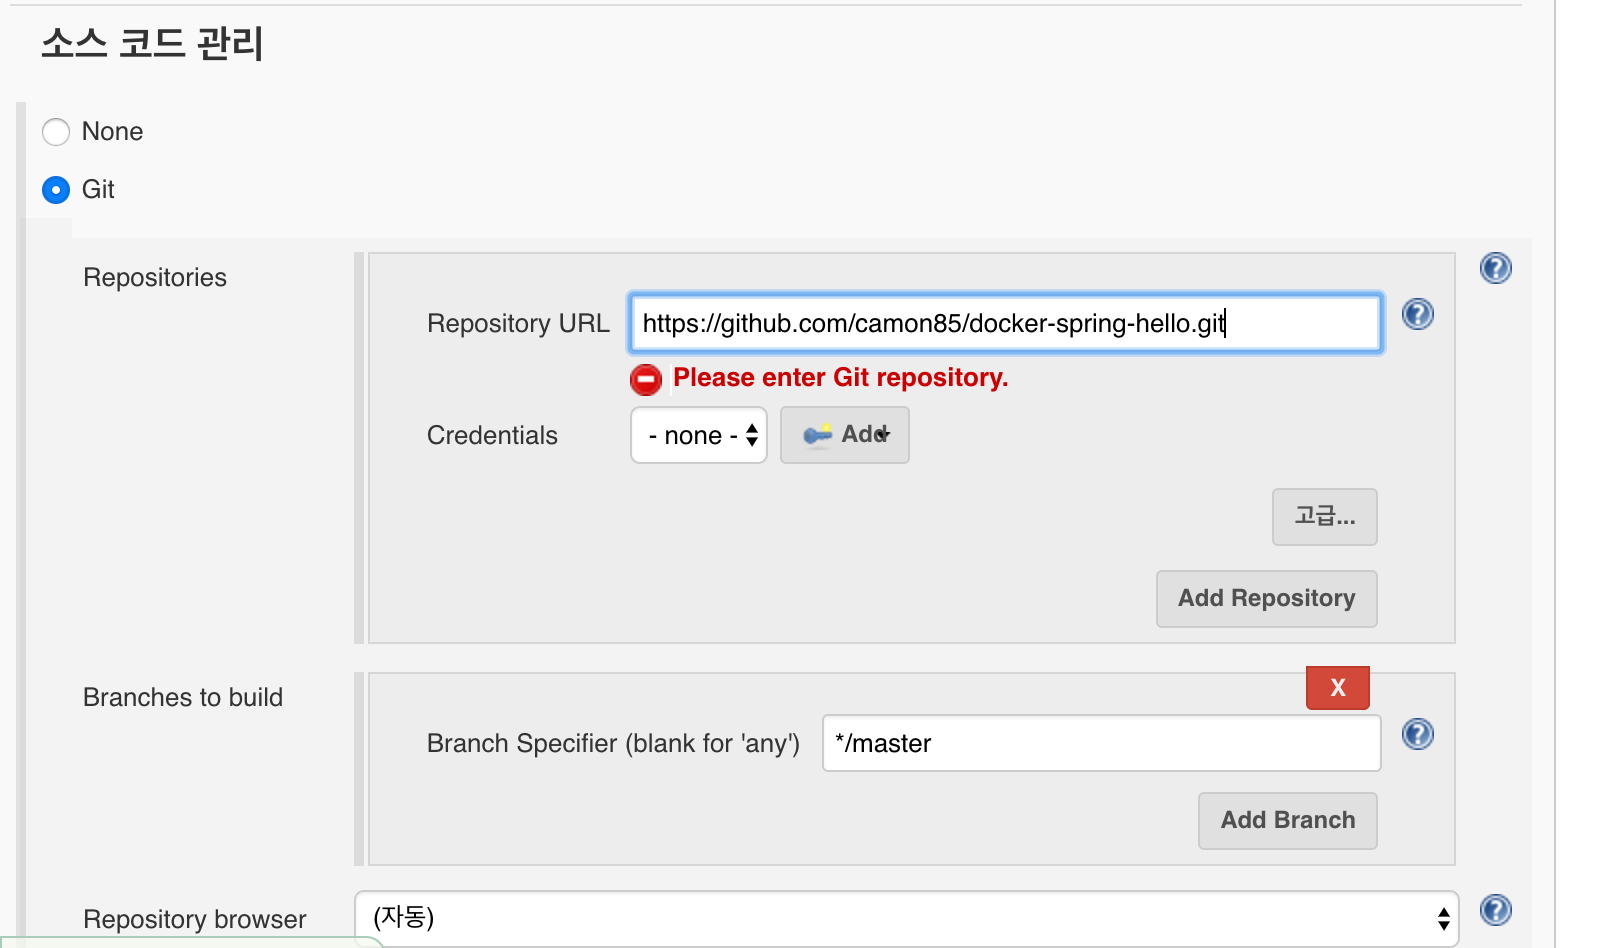 소스 코드 관리
None
Git
Repositories
Repository URL
https://github.com/camon85/docker-spring-hello.git
Please enter Git repository.
Credentials
- none -
Add
고급...
Add Repository
Branches to build
X
Branch Specifier (blank for 'any')
*/master
Add Branch
Repository browser
(자동)